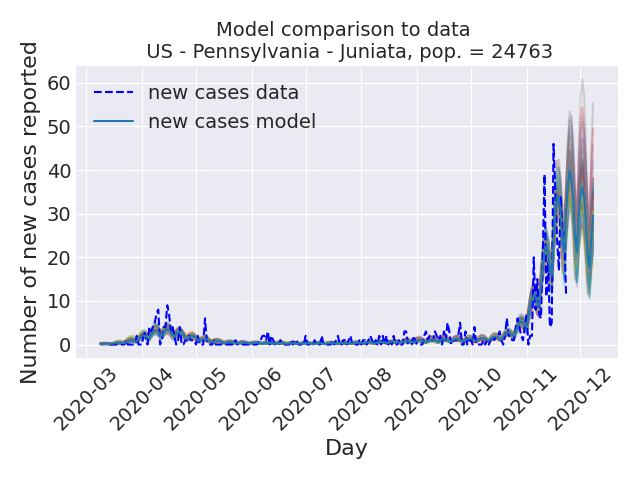 Model comparison to data
US - Pennsylvania - Juniata, pop. = 24763
new cases data
new cases model
Number of new cases reported
60
50
40
30
20
10
0
2020-03
2020-04
2020-05
2020-06
2020-07
2020-08
2020-09
2020-10
2020-11
2020-12
Day